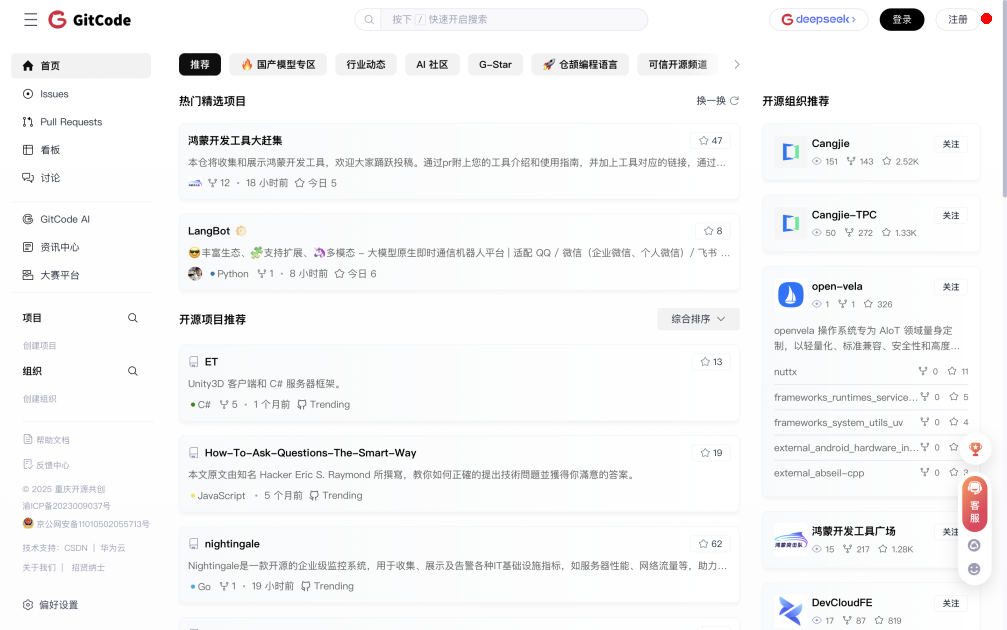 GitCode
按下 / 快速开启搜索
deepseek
登录
注册
首页
Issues
Pull Requests
看板
讨论
GitCode AI
资讯中心
大赛平台
项目
创建项目
组织
创建组织
帮助文档
反馈中心
© 2025 重庆开源共创
渝ICP备2023009037号
京公网安备11010502055713号
技术支持：CSDN | 华为云
关于我们 | 招贤纳士
偏好设置
推荐
国产模型专区
行业动态
AI 社区
G-Star
仓颉编程语言
可信开源频道
热门精选项目
换一换
鸿蒙开发工具大赶集
47
本仓将收集和展示鸿蒙开发工具，欢迎大家踊跃投稿。通过pr附上您的工具介绍和使用指南，并加上工具对应的链接，通过…
12 · 18 小时前 今日 5
LangBot
8
😎丰富生态、🧩支持扩展、🦄多模态 - 大模型原生即时通信机器人平台 | 适配 QQ / 微信（企业微信、个人微信）/ 飞书 …
Python 1 · 8 小时前 今日 6
开源项目推荐
综合排序
ET
13
Unity3D 客户端和 C# 服务器框架。
C# 5 · 1 个月前 Trending
How-To-Ask-Questions-The-Smart-Way
19
本文原文由知名 Hacker Eric S. Raymond 所撰寫，教你如何正確的提出技術問題並獲得你滿意的答案。
JavaScript · 5 个月前 Trending
nightingale
62
Nightingale是一款开源的企业级监控系统，用于收集、展示及告警各种IT基础设施指标，如服务器性能、网络流量等，助力…
Go 1 · 19 小时前 Trending
开源组织推荐
Cangjie
关注
151 143 2.52K
Cangjie-TPC
关注
50 272 1.33K
open-vela
关注
1 1 326
openvela 操作系统专为 AIoT 领域量身定
制，以轻量化、标准兼容、安全性和高度…
nuttx 0 11
frameworks_runtimes_service… 0 5
frameworks_system_utils_uv 0 4
external_android_hardware_in… 0
external_abseil-cpp 0 3
鸿蒙开发工具广场
关注
15 217 1.28K
DevCloudFE
关注
17 87 819
客
服